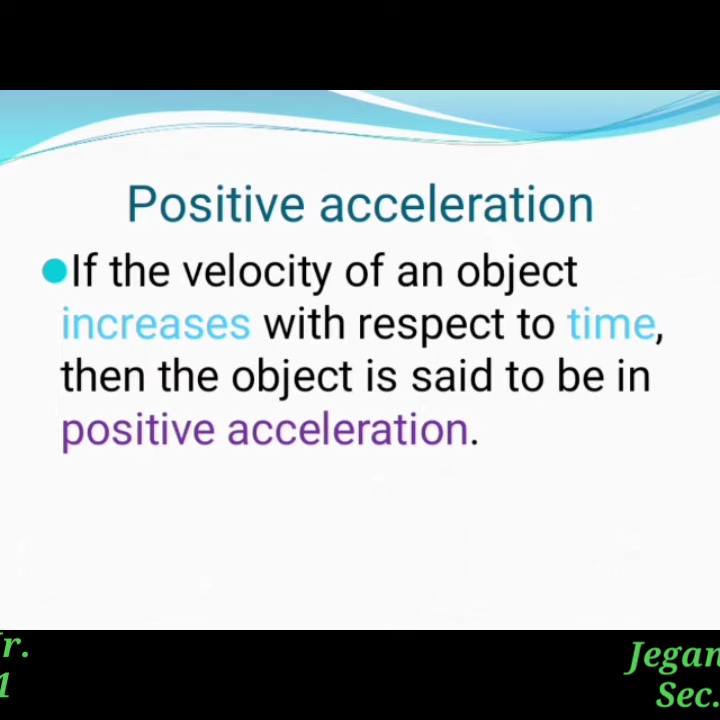 Positive acceleration
If the velocity of an object
increases with respect to time,
then the object is said to be in
positive acceleration.
Sec.